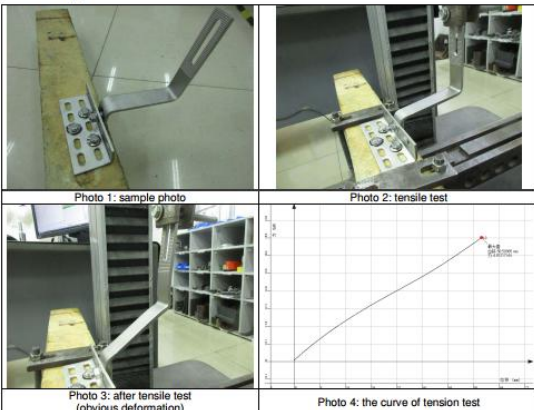 Photo 1: sample photo
Photo 2: tensile test
Photo 3: after tensile test
(obvious deformation)
Photo 4: the curve of tension test